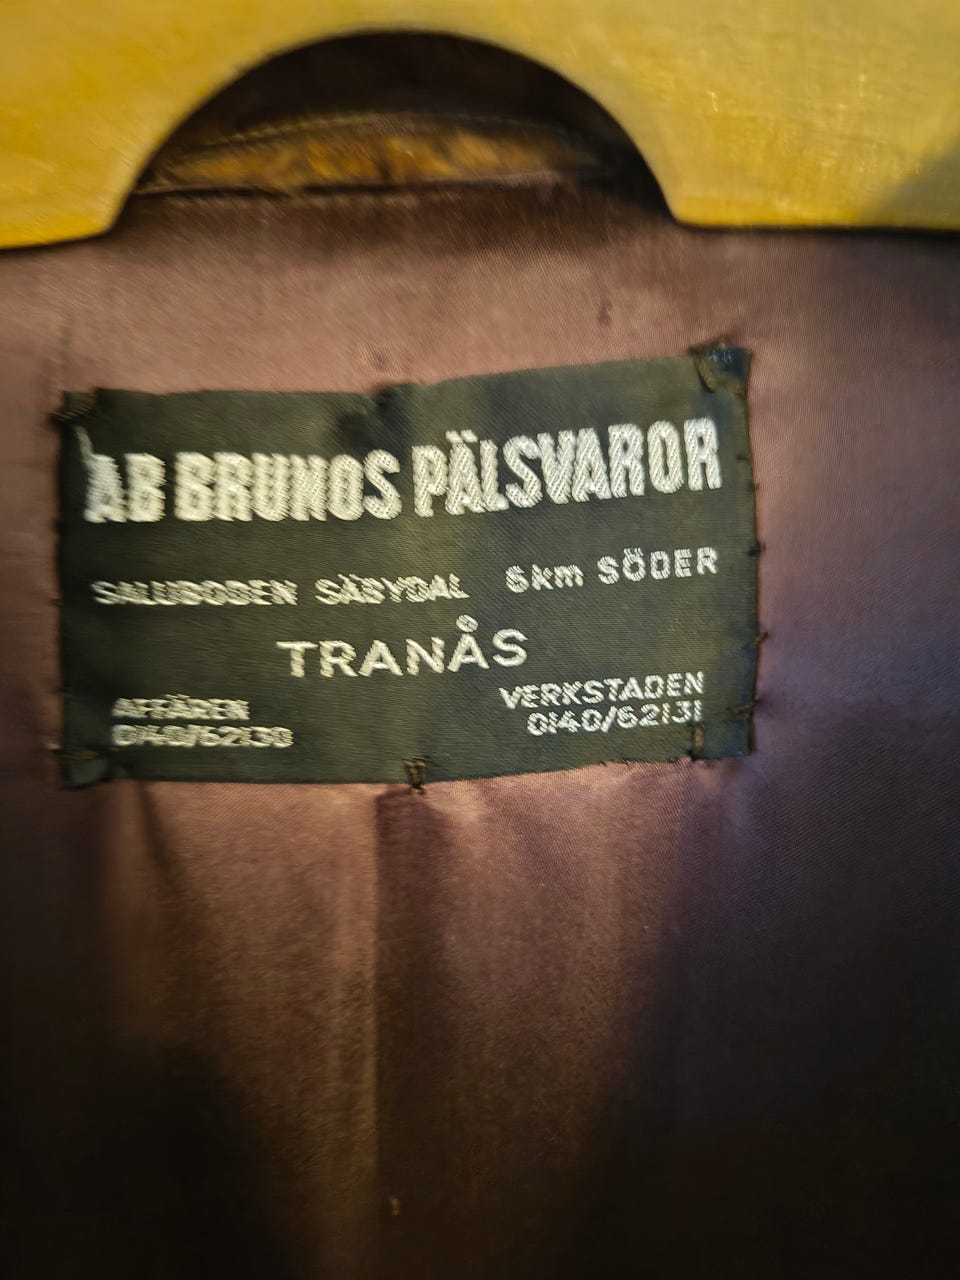 AB BRUNOS PÄLSVAROR
SALUBODEN SÄBYDAL 6km SÖDER
TRANÅS
AFFÄREN
0140/62130
VERKSTADEN
0140/62131